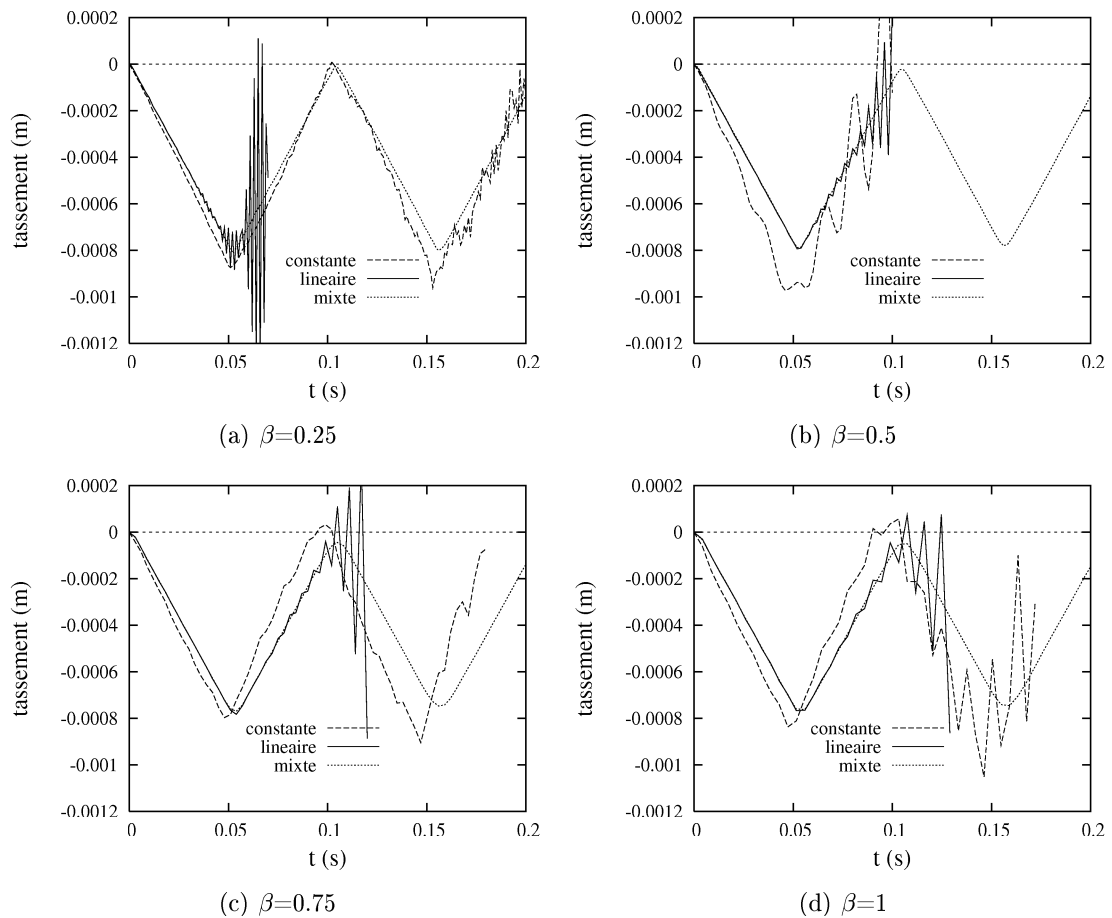 0.0002
0
-0.0002
-0.0004
-0.0006
-0.0008
-0.001
-0.0012
tassement (m)
constante
lineaire
mixte
0 0.05 0.1 0.15 0.2
t (s)
(a) β=0.25
0.0002
0
-0.0002
-0.0004
-0.0006
-0.0008
-0.001
-0.0012
tassement (m)
constante
lineaire
mixte
0 0.05 0.1 0.15 0.2
t (s)
(b) β=0.5
0.0002
0
-0.0002
-0.0004
-0.0006
-0.0008
-0.001
-0.0012
tassement (m)
constante
lineaire
mixte
0 0.05 0.1 0.15 0.2
t (s)
(c) β=0.75
0.0002
0
-0.0002
-0.0004
-0.0006
-0.0008
-0.001
-0.0012
tassement (m)
constante
lineaire
mixte
0 0.05 0.1 0.15 0.2
t (s)
(d) β=1